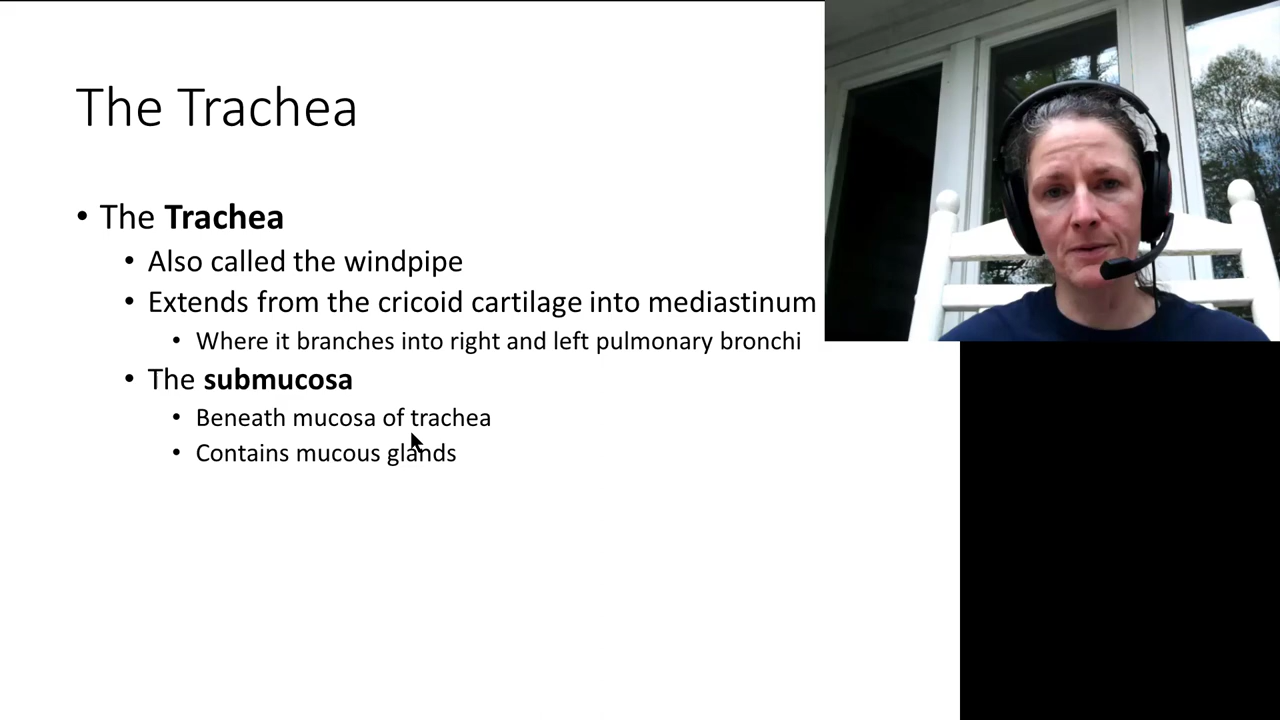 The Trachea
• The Trachea
• Also called the windpipe
• Extends from the cricoid cartilage into mediastinum
• Where it branches into right and left pulmonary bronchi
• The submucosa
• Beneath mucosa of trachea
• Contains mucous glands